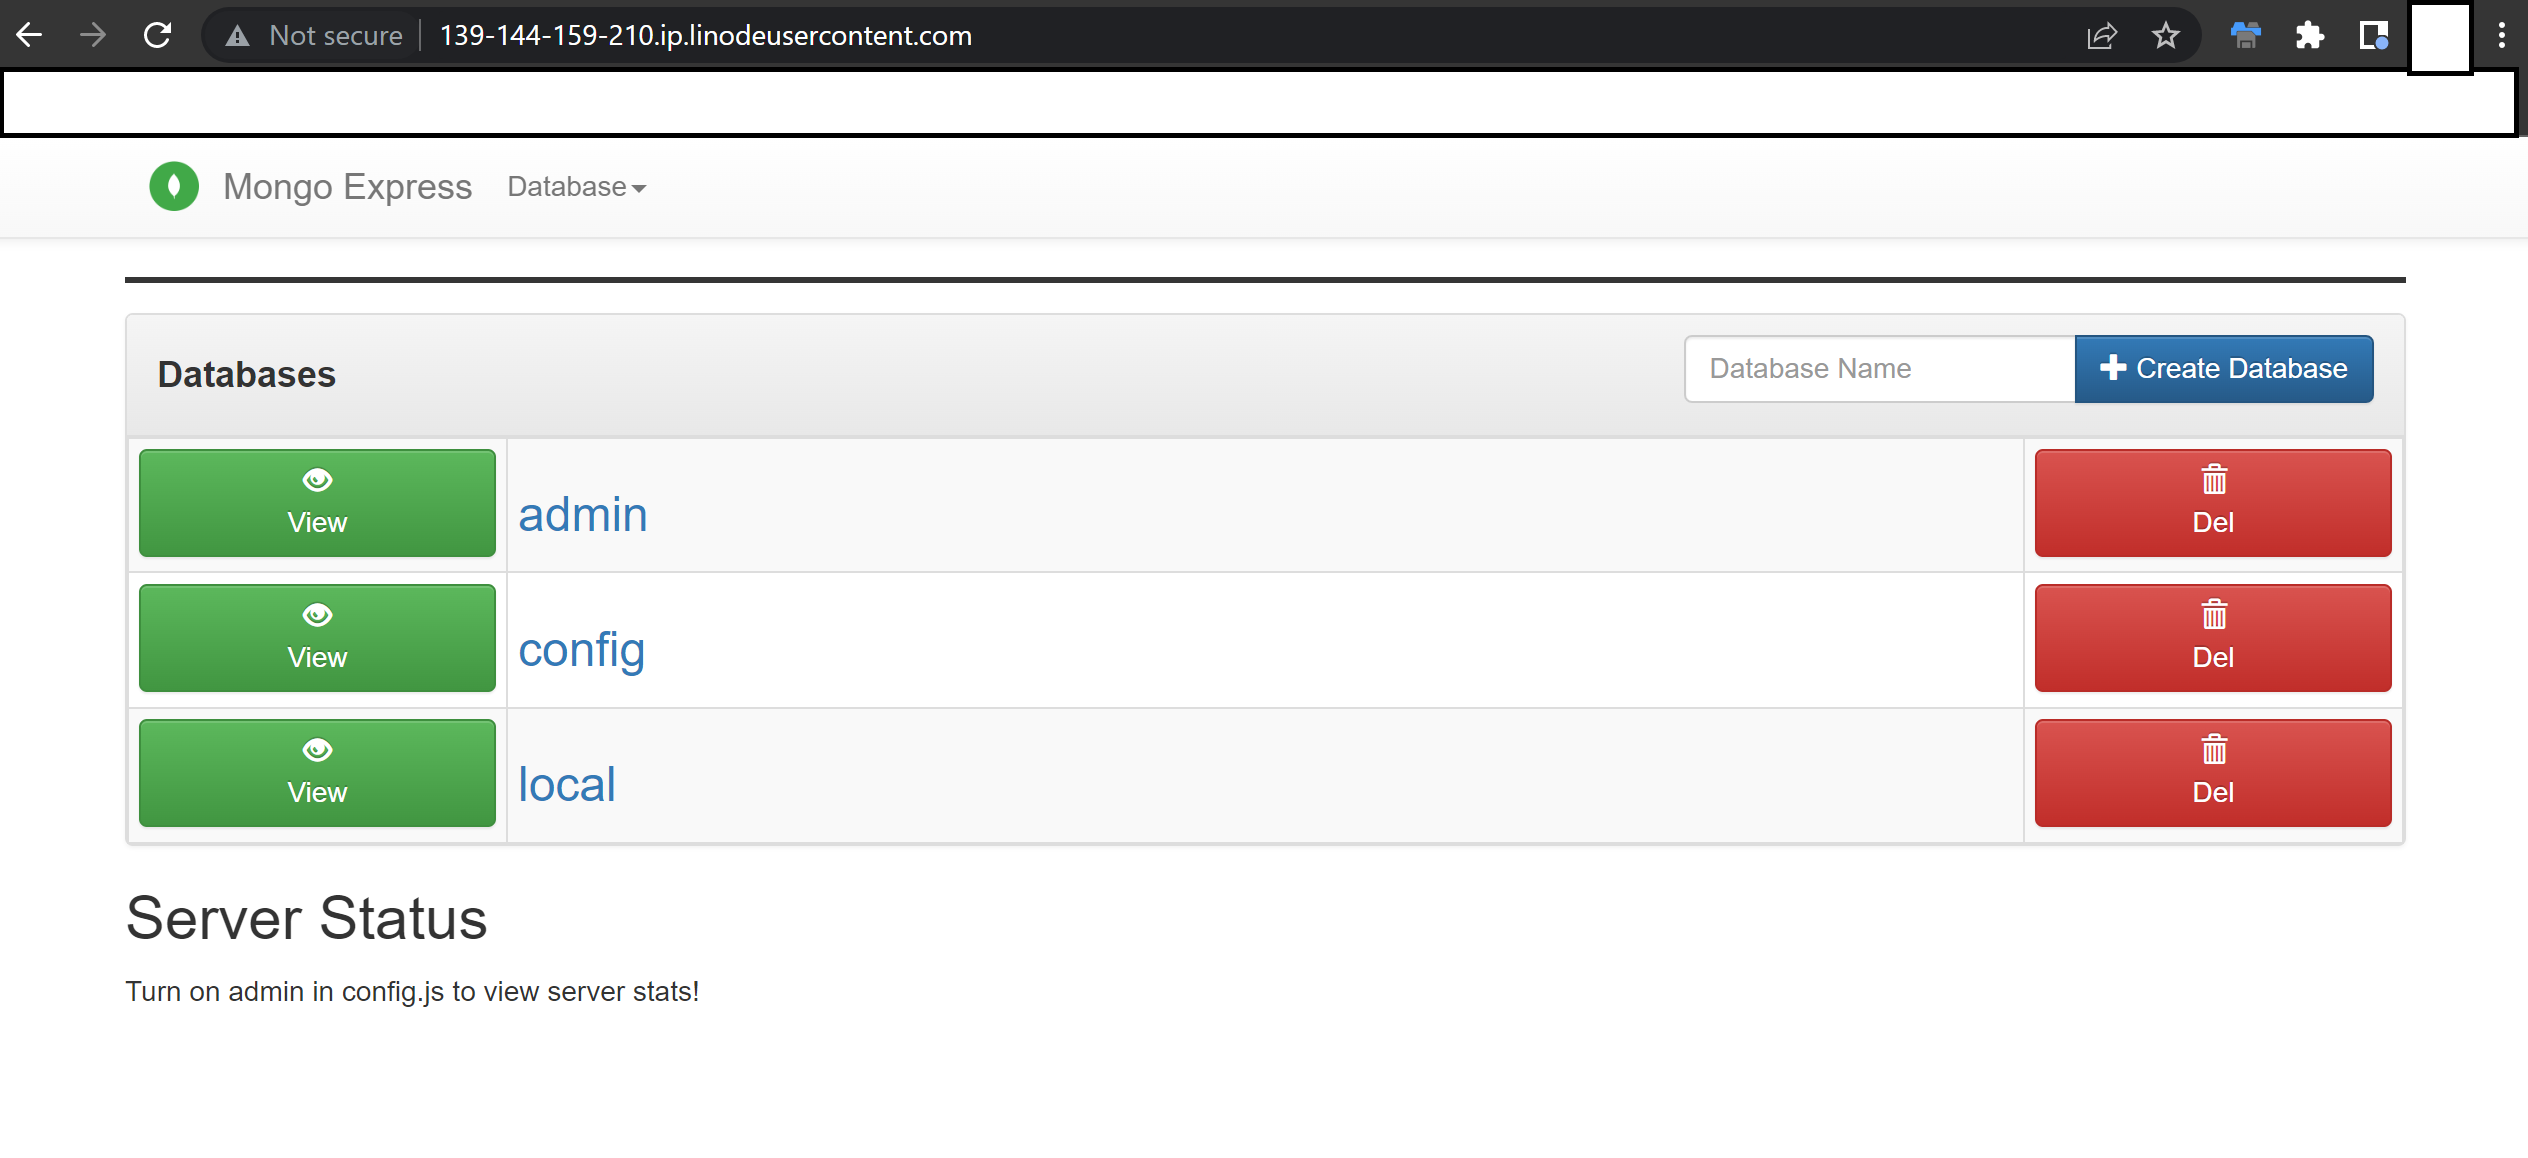 Not secure 139-144-159-210.ip.linodeusercontent.com
Mongo Express Database
Databases Database Name Create Database
View admin Del
View config Del
View local Del
Server Status
Turn on admin in config.js to view server stats!